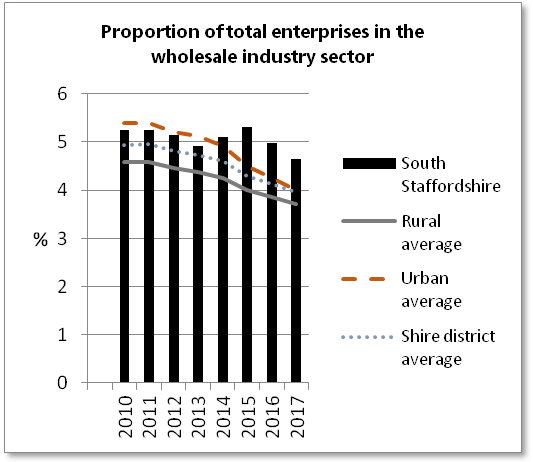 Proportion of total enterprises in the
wholesale industry sector
6
5
4
% 3
2
1
0
2010 2011 2012 2013 2014 2015 2016 2017
South
Staffordshire
Rural
average
Urban
average
Shire district
average